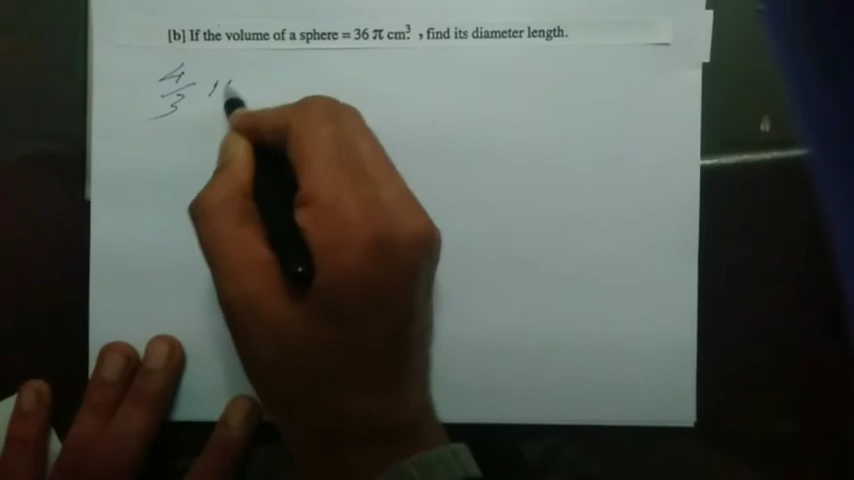 [b] If the volume of a sphere = 36 π cm³ , find its diameter length.
4/3